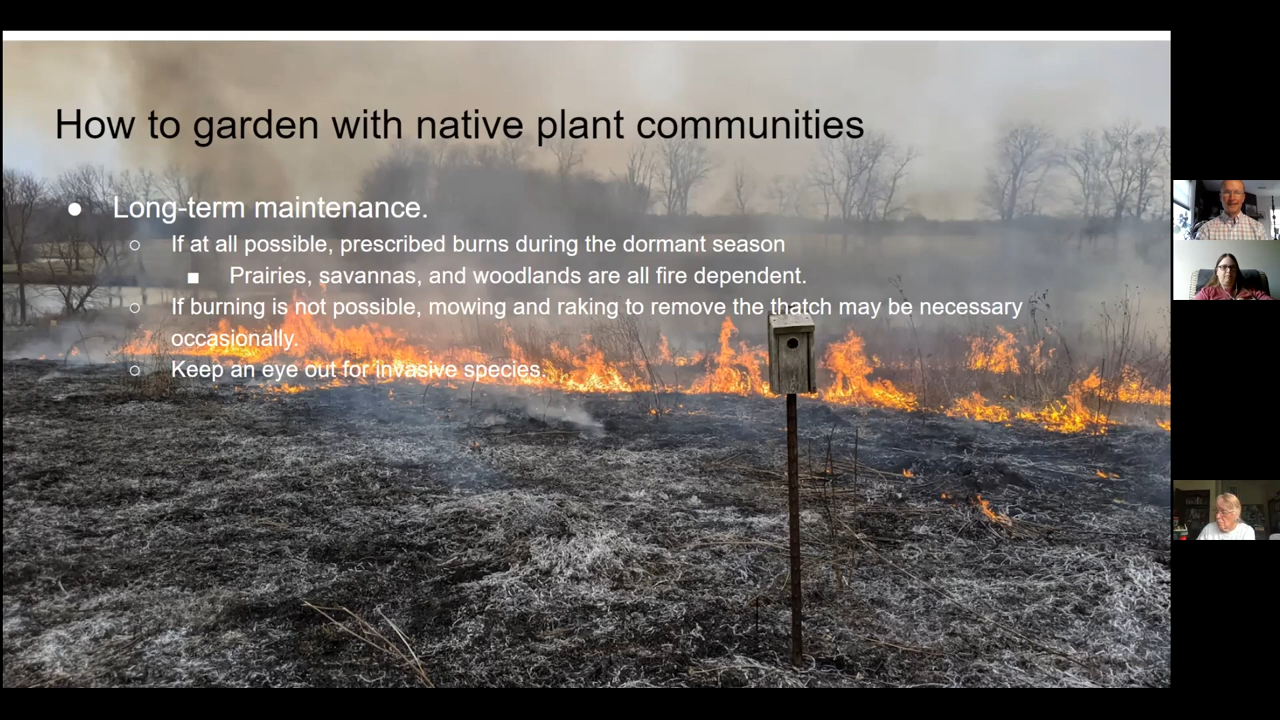 How to garden with native plant communities
● Long-term maintenance.
○ If at all possible, prescribed burns during the dormant season
■ Prairies, savannas, and woodlands are all fire dependent.
○ If burning is not possible, mowing and raking to remove the thatch may be necessary
occasionally.
○ Keep an eye out for invasive species.